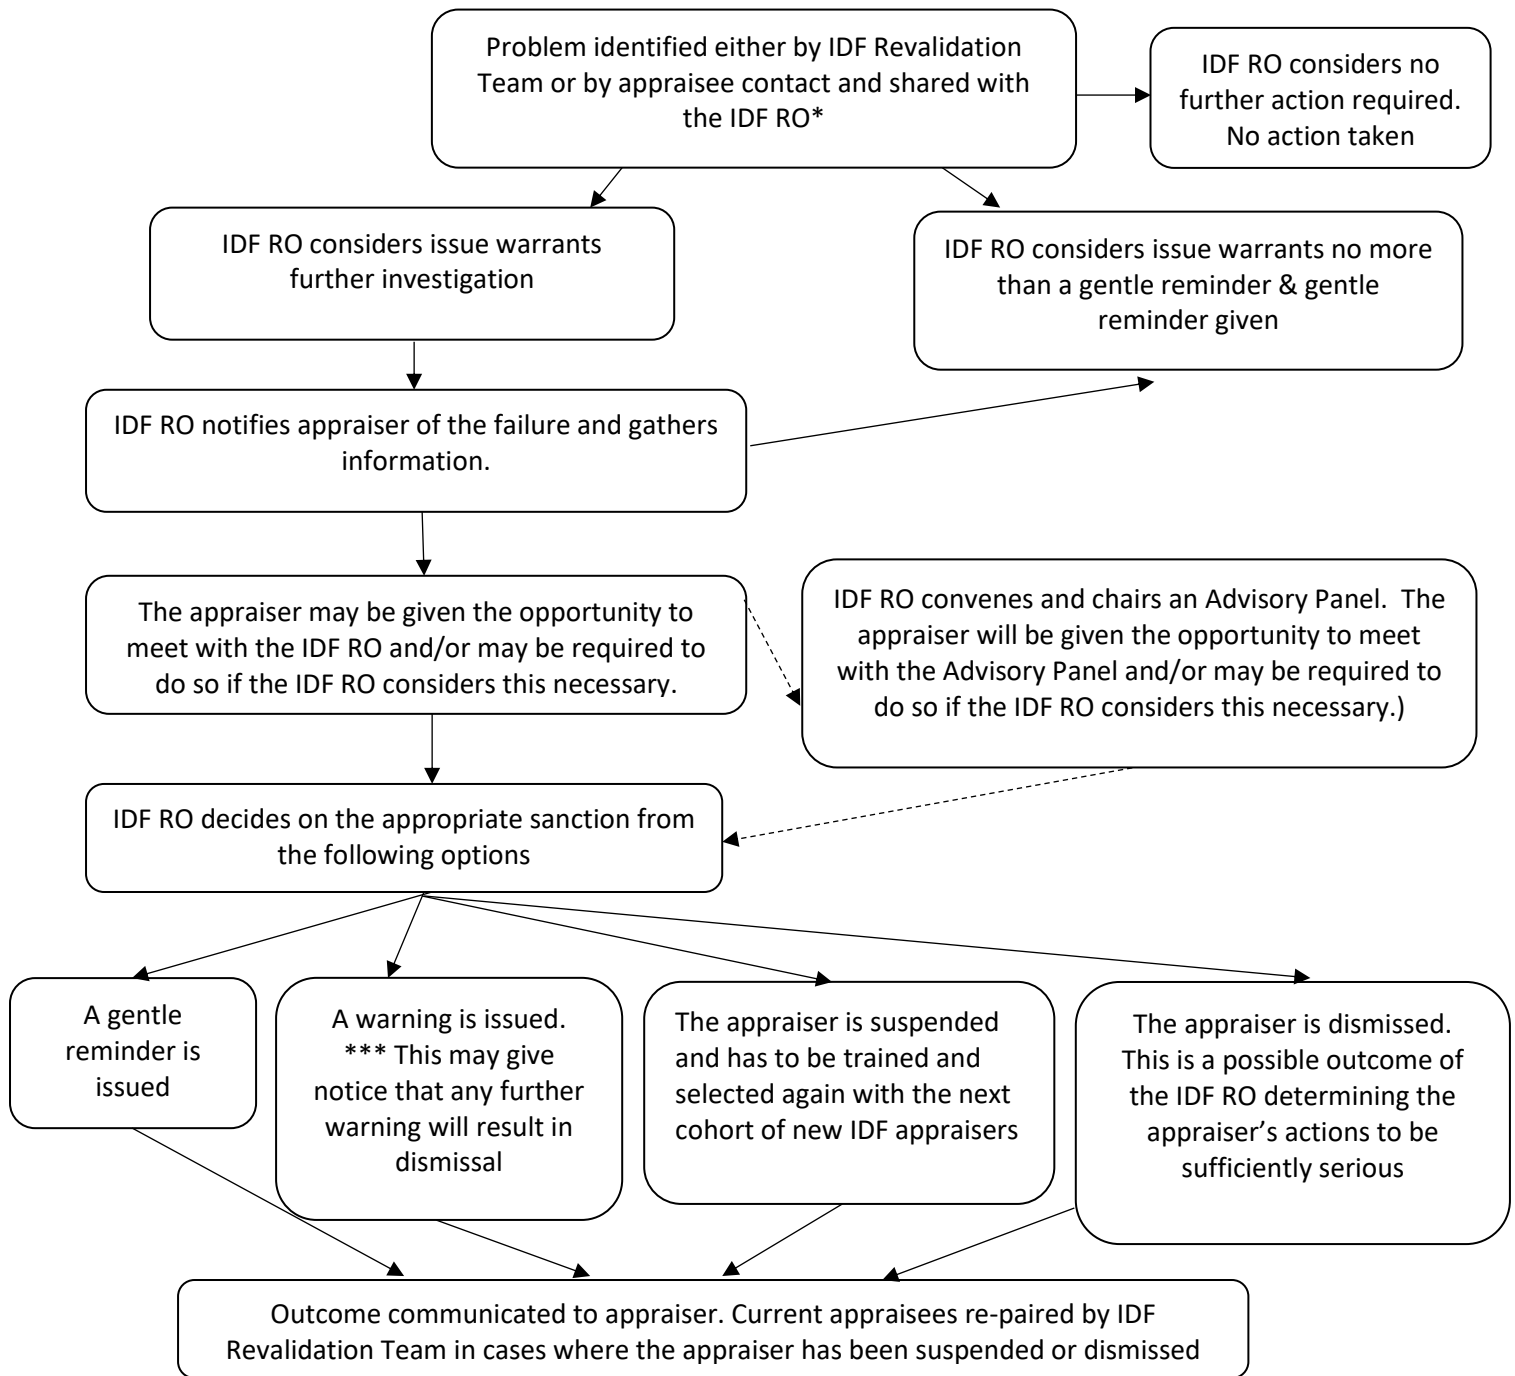 Problem identified either by IDF Revalidation
Team or by appraisee contact and shared with
the IDF RO*
IDF RO considers no
further action required.
No action taken
IDF RO considers issue warrants
further investigation
IDF RO considers issue warrants no more
than a gentle reminder & gentle
reminder given
IDF RO notifies appraiser of the failure and gathers
information.
The appraiser may be given the opportunity to
meet with the IDF RO and/or may be required to
do so if the IDF RO considers this necessary.
IDF RO convenes and chairs an Advisory Panel.  The
appraiser will be given the opportunity to meet
with the Advisory Panel and/or may be required to
do so if the IDF RO considers this necessary.)
IDF RO decides on the appropriate sanction from
the following options
A gentle
reminder is
issued
A warning is issued.
*** This may give
notice that any further
warning will result in
dismissal
The appraiser is suspended
and has to be trained and
selected again with the next
cohort of new IDF appraisers
The appraiser is dismissed.
This is a possible outcome of
the IDF RO determining the
appraiser’s actions to be
sufficiently serious
Outcome communicated to appraiser. Current appraisees re-paired by IDF
Revalidation Team in cases where the appraiser has been suspended or dismissed